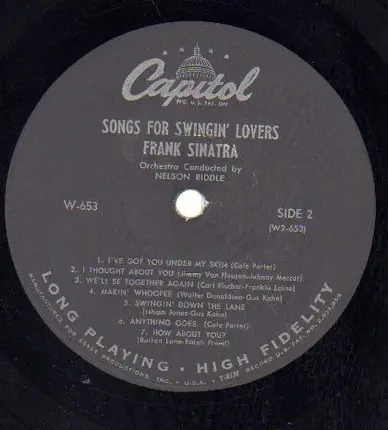 Capitol
REG. U.S. PAT. OFF.
SONGS FOR SWINGIN' LOVERS
FRANK SINATRA
Orchestra Conducted by
NELSON RIDDLE
W-653
SIDE 2
(W2-653)
1. I'VE GOT YOU UNDER MY SKIN (Cole Porter)
2. I THOUGHT ABOUT YOU (Jimmy Van Heusen-Johnny Mercer)
3. WE'LL BE TOGETHER AGAIN (Carl Fischer-Frankie Laine)
4. MAKIN' WHOOPEE (Walter Donaldson-Gus Kahn)
5. SWINGIN' DOWN THE LANE
(Isham Jones-Gus Kahn)
6. ANYTHING GOES (Cole Porter)
7. HOW ABOUT YOU?
(Burton Lane-Ralph Freed)
LONG PLAYING • HIGH FIDELITY